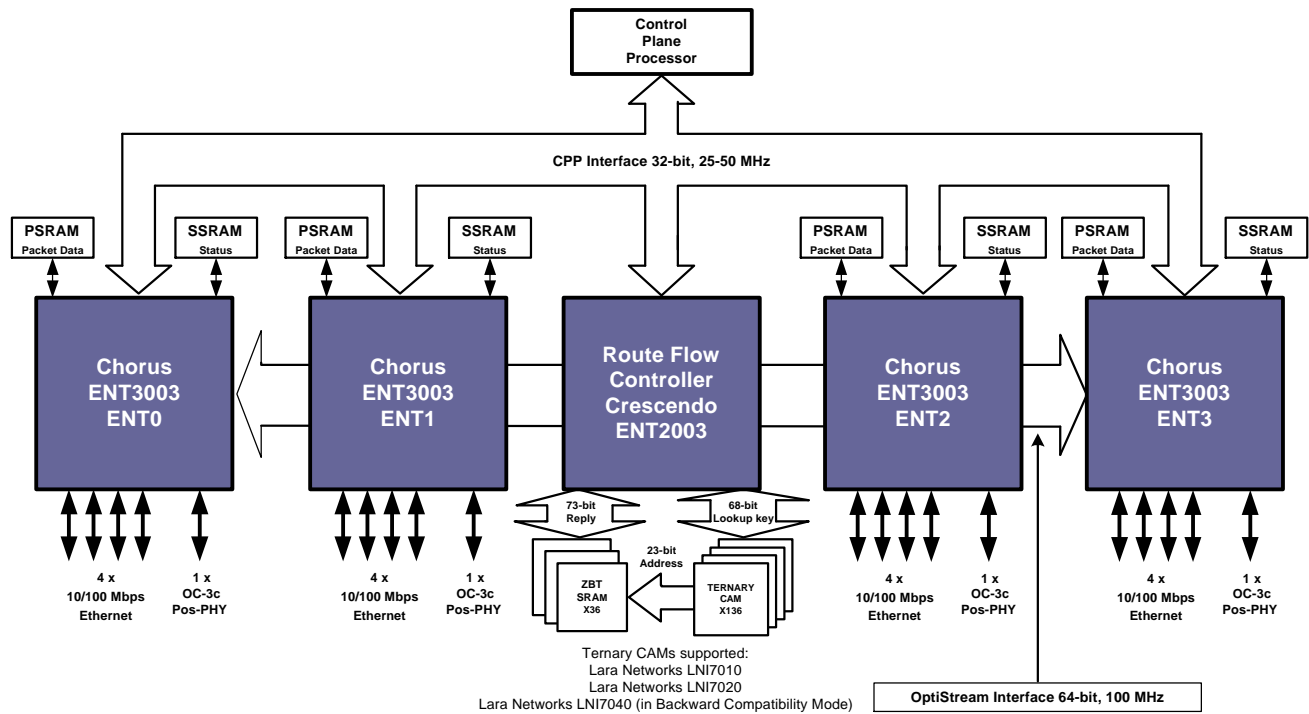 Control
Plane
Processor
CPP Interface 32-bit, 25-50 MHz
PSRAM
Packet Data
SSRAM
Status
PSRAM
Packet Data
SSRAM
Status
PSRAM
Packet Data
SSRAM
Status
PSRAM
Packet Data
SSRAM
Status
Chorus
ENT3003
ENT0
Chorus
ENT3003
ENT1
Route Flow
Controller
Crescendo
ENT2003
Chorus
ENT3003
ENT2
Chorus
ENT3003
ENT3
4 x
10/100 Mbps
Ethernet
1 x
OC-3c
Pos-PHY
4 x
10/100 Mbps
Ethernet
1 x
OC-3c
Pos-PHY
73-bit
Reply
68-bit
Lookup key
23-bit
Address
ZBT
SRAM
X36
TERNARY
CAM
X136
4 x
10/100 Mbps
Ethernet
1 x
OC-3c
Pos-PHY
4 x
10/100 Mbps
Ethernet
1 x
OC-3c
Pos-PHY
Ternary CAMs supported:
Lara Networks LNI7010
Lara Networks LNI7020
Lara Networks LNI7040 (in Backward Compatibility Mode)
OptiStream Interface 64-bit, 100 MHz